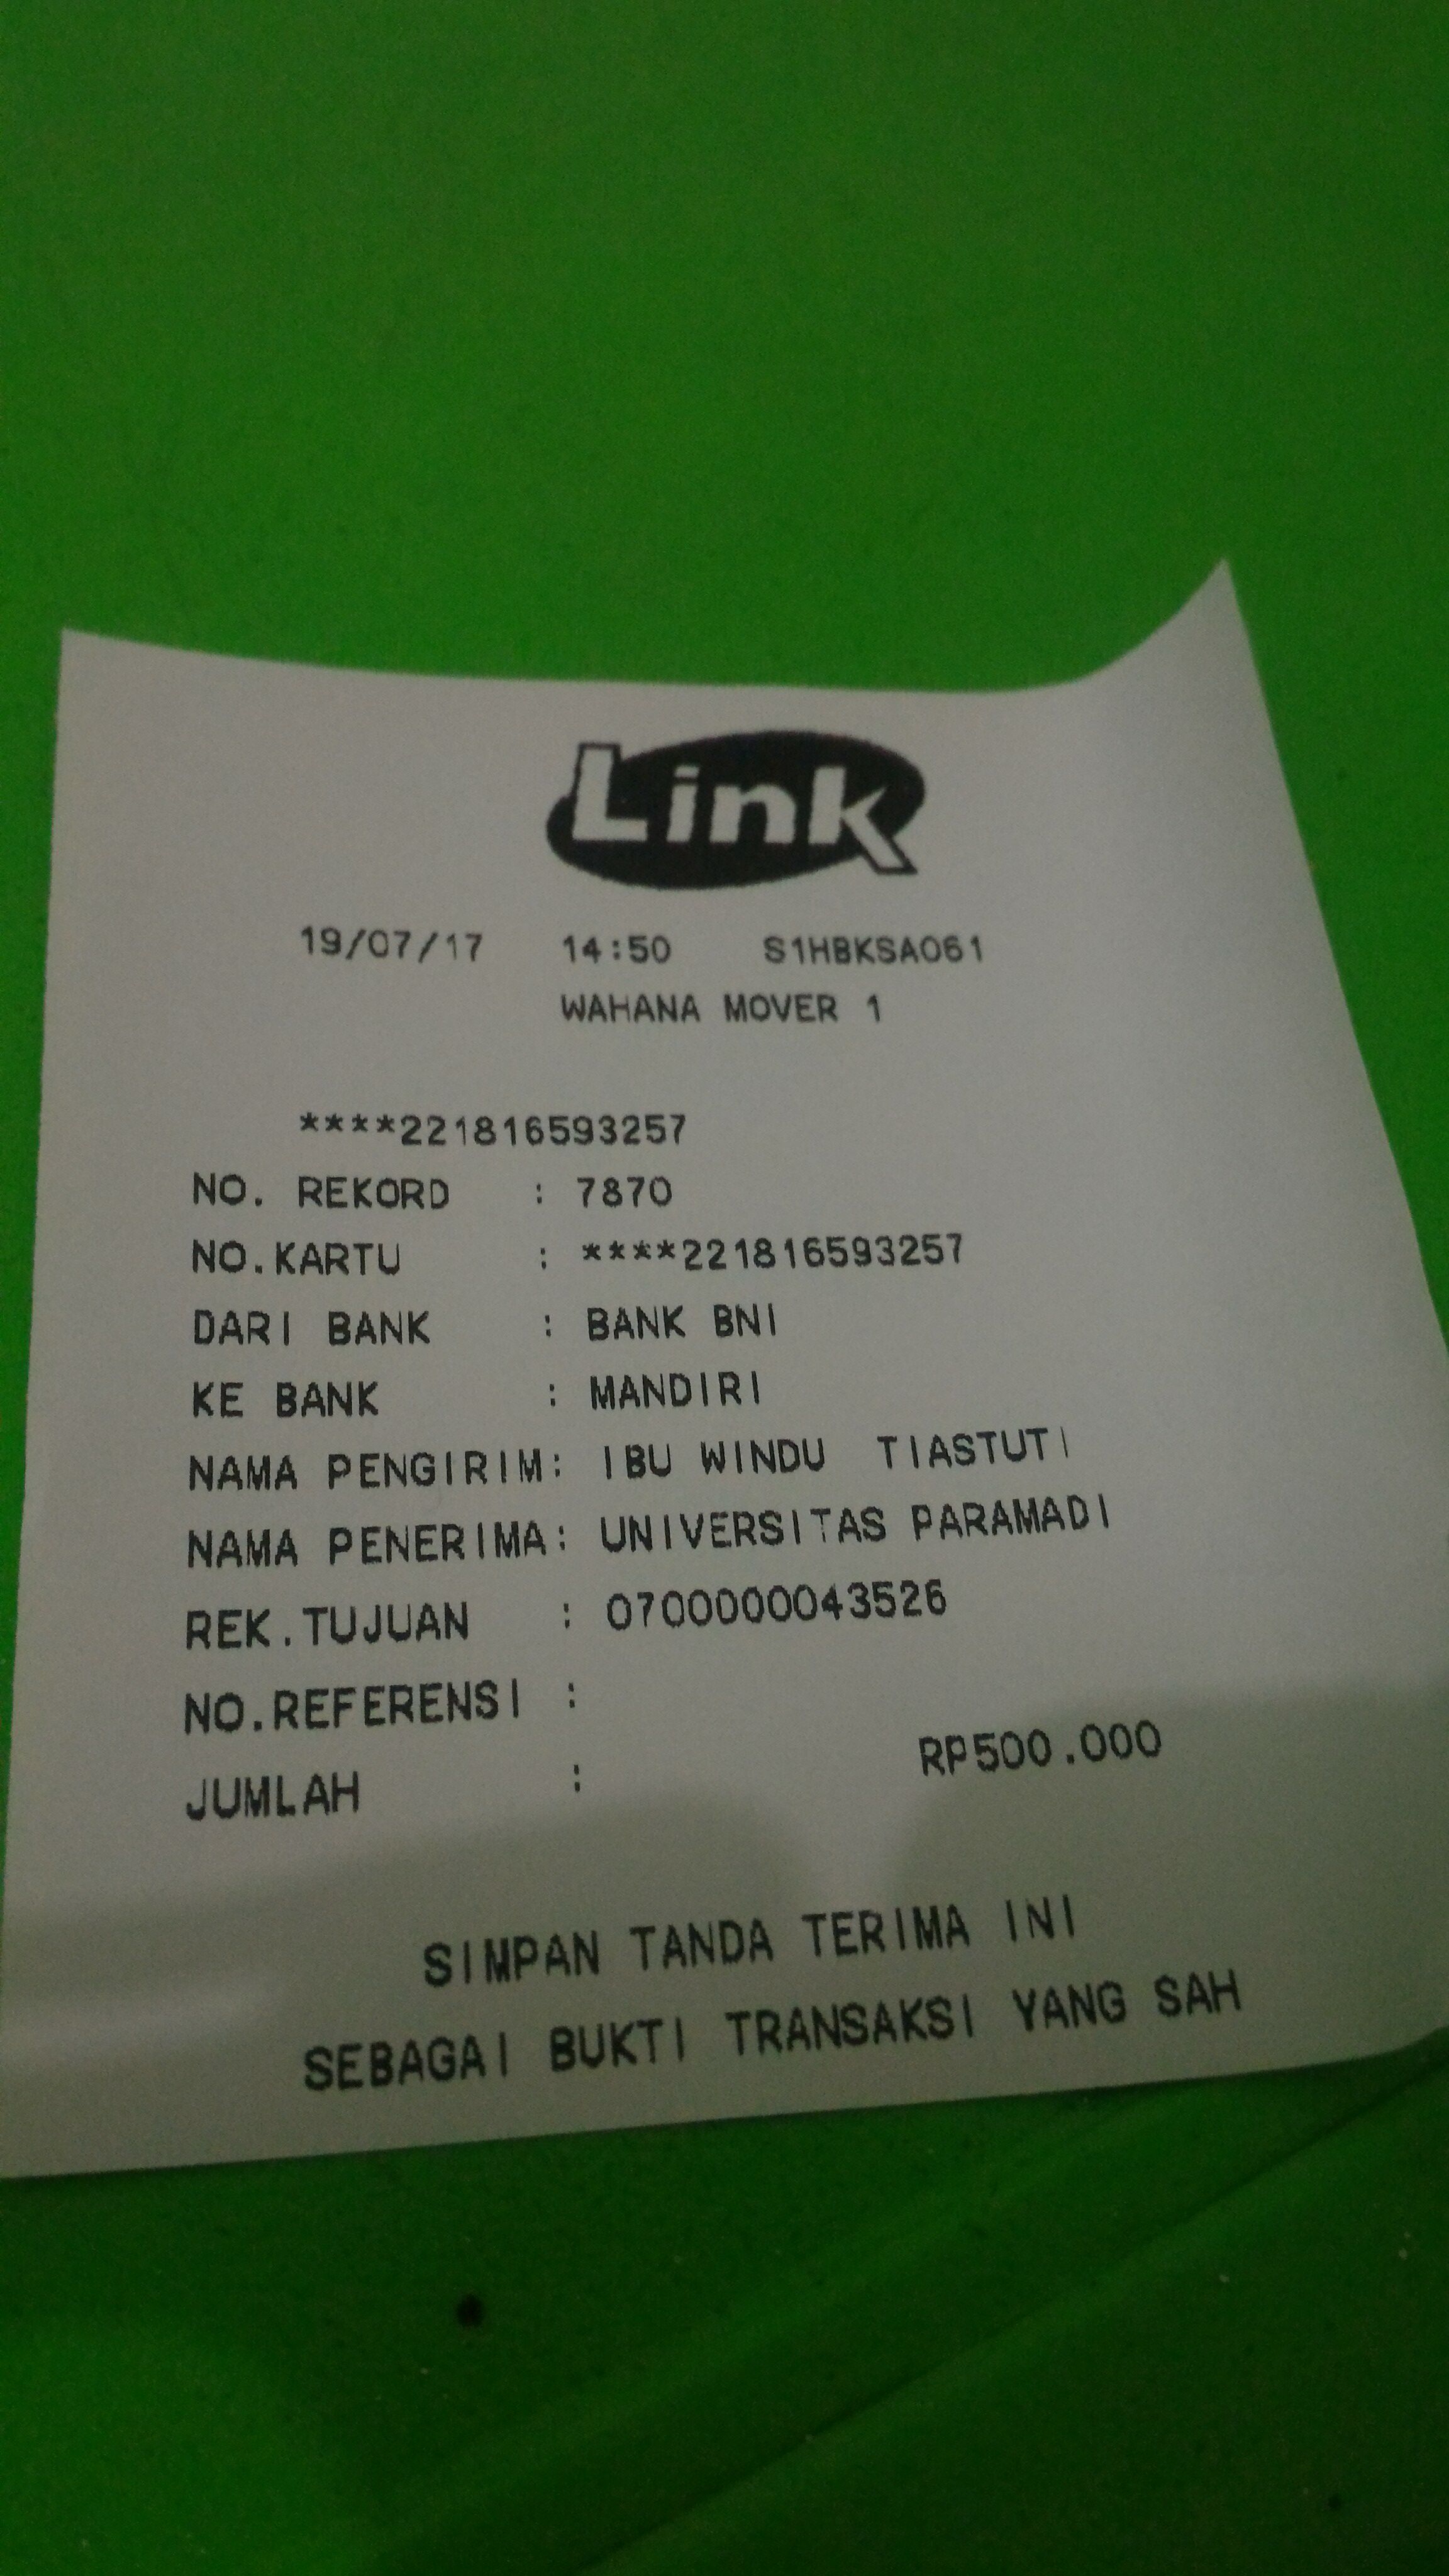 Link
19/07/17 14:50 S1HBKSA061
WAHANA MOVER 1
****221816593257
NO. REKORD : 7870
NO.KARTU : ****221816593257
DARI BANK : BANK BNI
KE BANK : MANDIRI
NAMA PENGIRIM: IBU WINDU TIASTUTI
NAMA PENERIMA: UNIVERSITAS PARAMADI
REK.TUJUAN : 0700000043526
NO.REFERENSI :
JUMLAH : RP500.000
SIMPAN TANDA TERIMA INI
SEBAGAI BUKTI TRANSAKSI YANG SAH